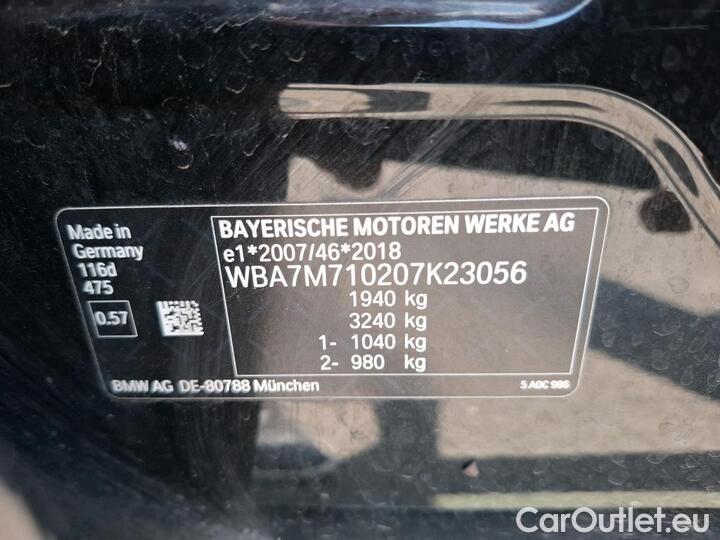 Made in
Germany
116d
475
0.57
BAYERISCHE MOTOREN WERKE AG
e1*2007/46*2018
WBA7M710207K23056
1940 kg
3240 kg
1- 1040 kg
2- 980 kg
BMW AG DE-80788 München
5 A0C 986
CarOutlet.eu